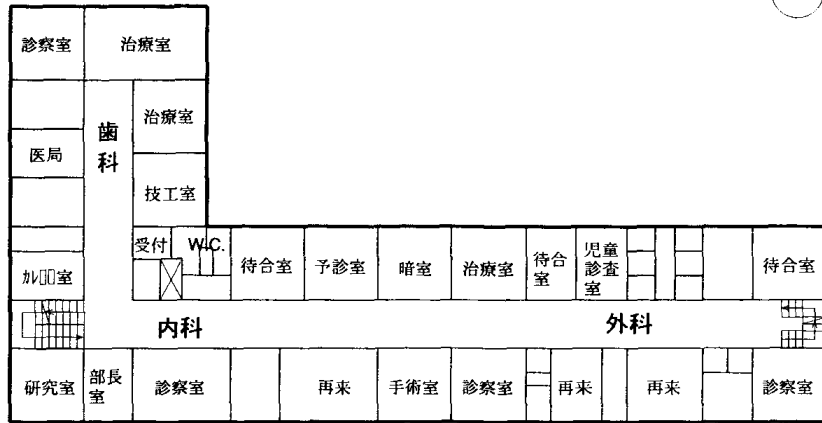 診察室
治療室
歯科
治療室
医局
技工室
受付
W.C.
待合室
予診室
暗室
治療室
待合
室
児童
診査
室
待合室
室
内科
外科
研究室
部長
室
診察室
再来
手術室
診察室
再来
再来
診察室